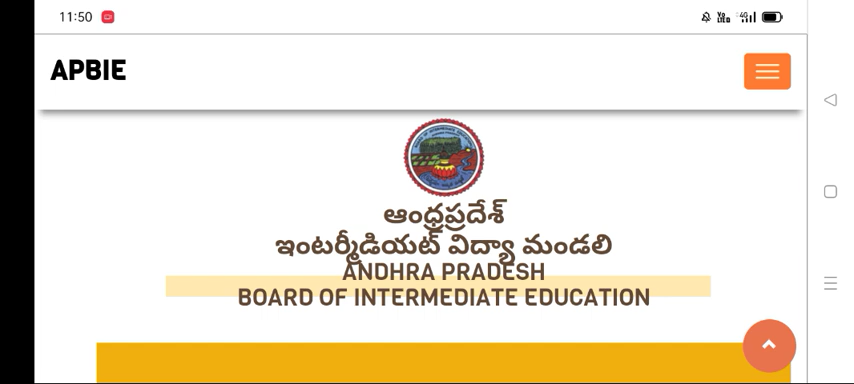 11:50
APBIE
ఆంధ్రప్రదేశ్
ఇంటర్మీడియట్ విద్యా మండలి
ANDHRA PRADESH
BOARD OF INTERMEDIATE EDUCATION